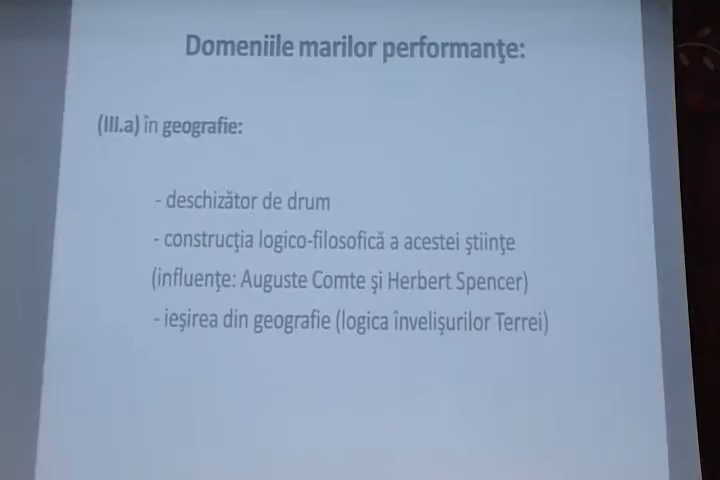 Domeniile marilor performanţe:
(III.a) în geografie:
- deschizător de drum
- construcţia logico-filosofică a acestei ştiinţe
(influenţe: Auguste Comte şi Herbert Spencer)
- ieşirea din geografie (logica învelişurilor Terrei)